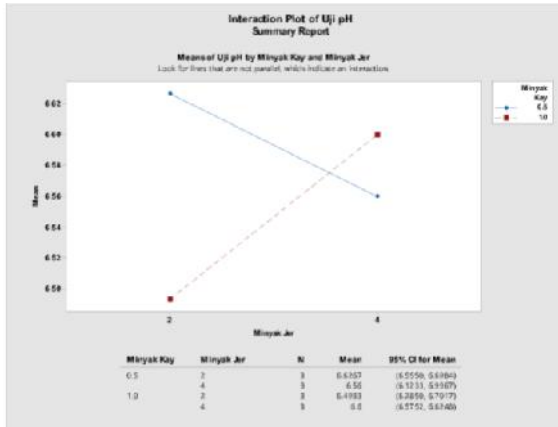 Interaction Plot of Uji pH
Summary Report
Means of Uji pH by Minyak Kay and Minyak Jer
Look for lines that are not parallel, which indicate an interaction.
Minyak
Kay
0.5
1.0
6.62
6.60
6.58
6.56
6.54
6.52
6.50
Mean
2 4
Minyak Jer
Minyak Kay Minyak Jer N Mean 95% CI for Mean
0.5 2 3 6.6267
4 3 6.56
1.0 2 3 6.4933
4 3 6.6